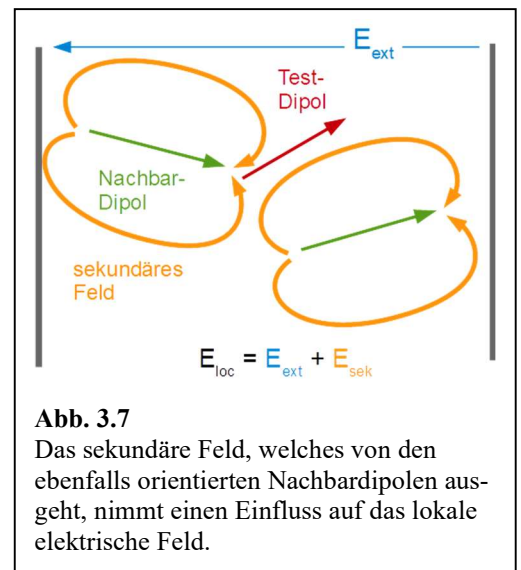 E_ext
Test-
Dipol
Nachbar-
Dipol
sekundäres
Feld
E_loc = E_ext + E_sek
Abb. 3.7
Das sekundäre Feld, welches von den
ebenfalls orientierten Nachbardipolen aus-
geht, nimmt einen Einfluss auf das lokale
elektrische Feld.